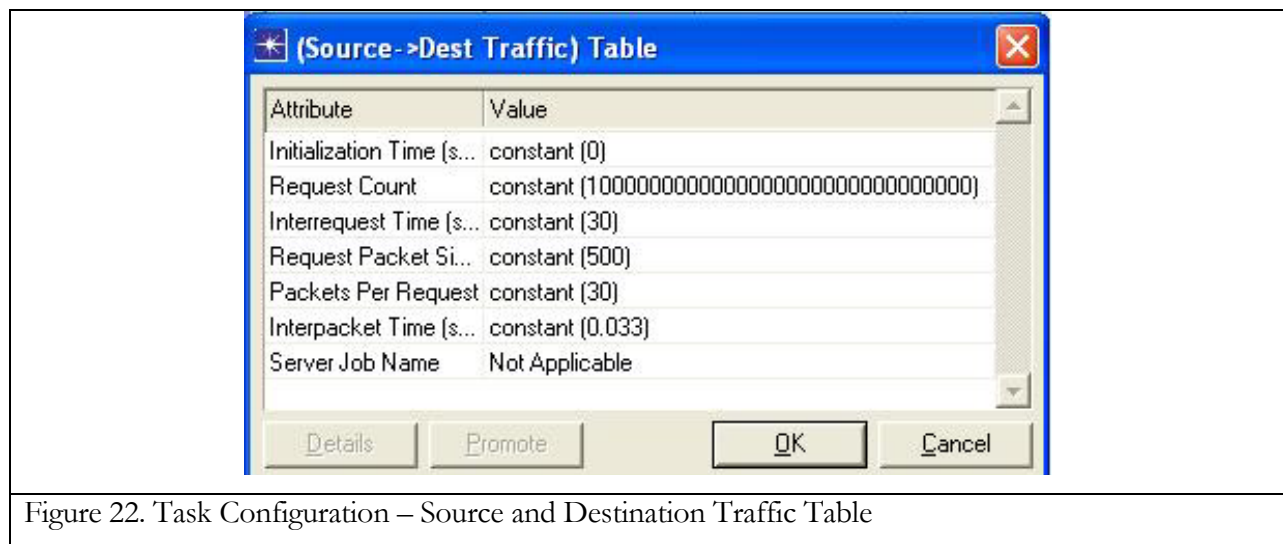 (Source->Dest Traffic) Table
Attribute Value
Initialization Time (s... constant (0)
Request Count constant (10000000000000000000000000000000)
Interrequest Time (s... constant (30)
Request Packet Si... constant (500)
Packets Per Request constant (30)
Interpacket Time (s... constant (0.033)
Server Job Name Not Applicable
Details Promote OK Cancel
Figure 22. Task Configuration – Source and Destination Traffic Table